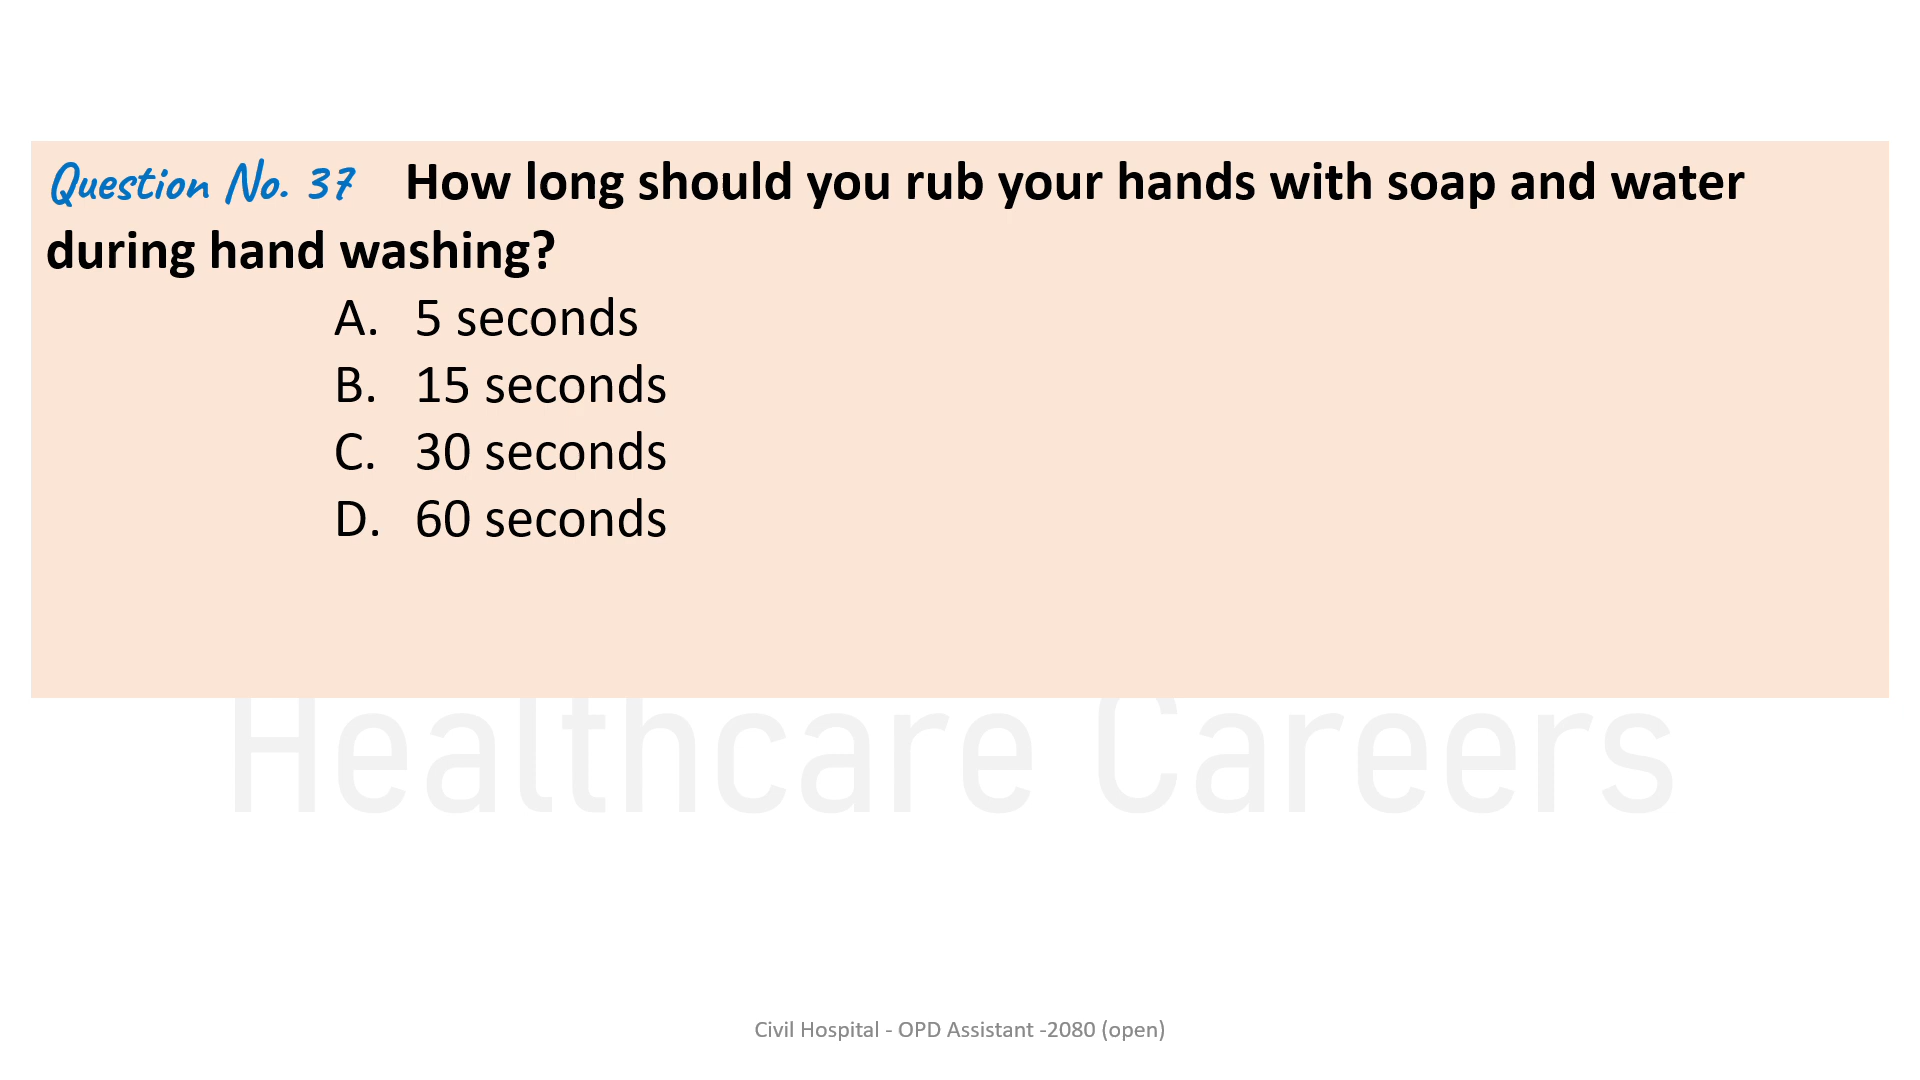 Question No. 37 How long should you rub your hands with soap and water
during hand washing?
A. 5 seconds
B. 15 seconds
C. 30 seconds
D. 60 seconds
Healthcare Careers
Civil Hospital - OPD Assistant -2080 (open)